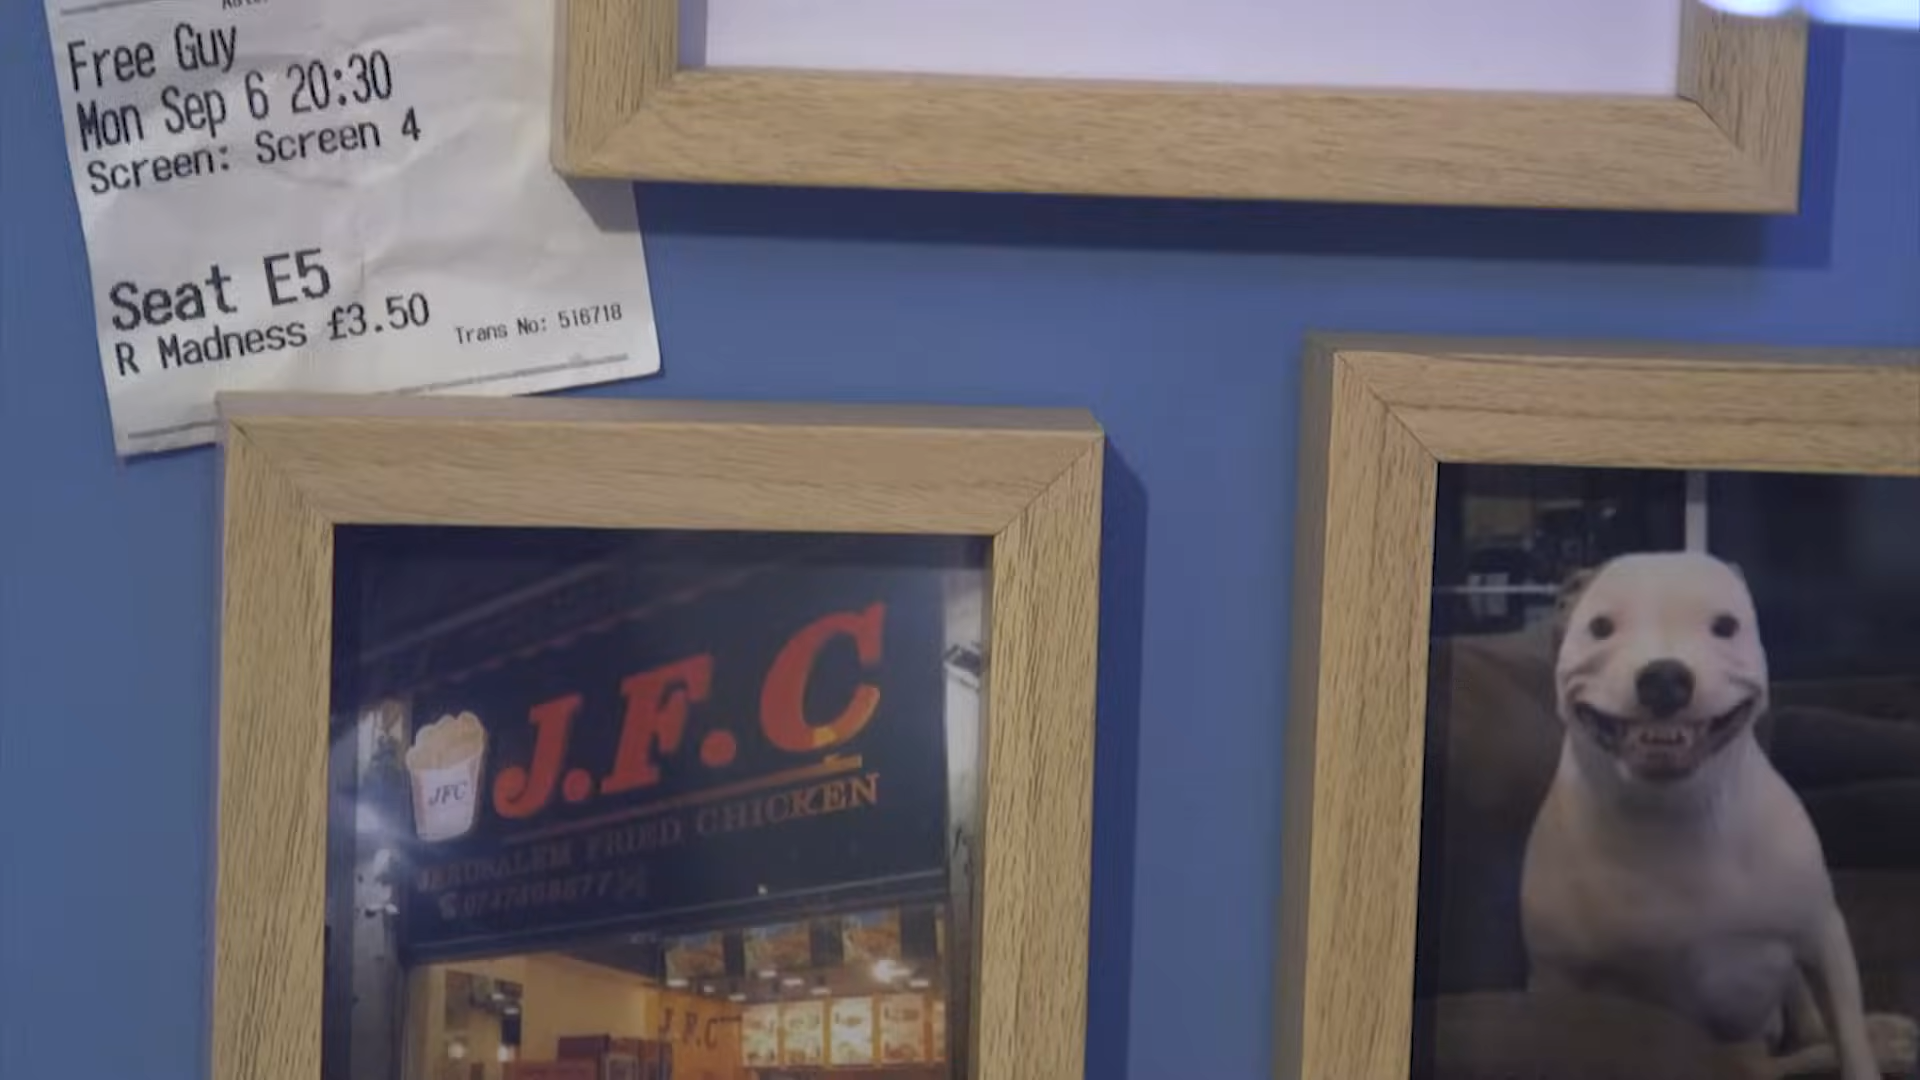 Free Guy
Mon Sep 6 20:30
Screen: Screen 4
Seat E5
R Madness £3.50
Trans No: 516718
J.F.C
JFC
JERUSALEM FRIED CHICKEN
J.F.C